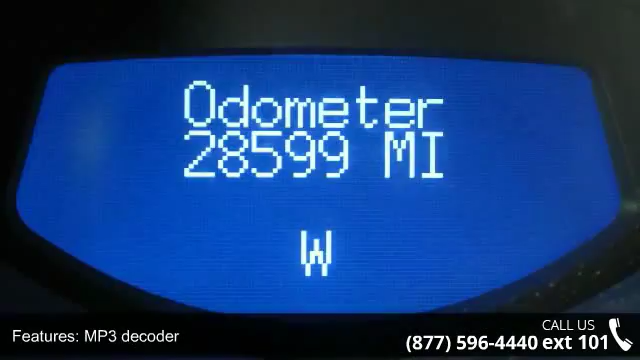 Odometer
28599 MI
W
Features: MP3 decoder
CALL US
(877) 596-4440 ext 101